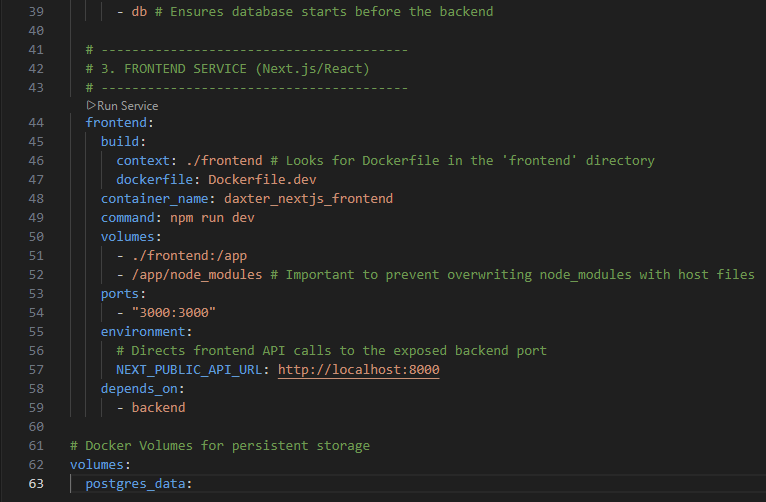 39 - db # Ensures database starts before the backend
40
41 # ----------------------------------------
42 # 3. FRONTEND SERVICE (Next.js/React)
43 # ----------------------------------------
▷Run Service
44 frontend:
45 build:
46 context: ./frontend # Looks for Dockerfile in the 'frontend' directory
47 dockerfile: Dockerfile.dev
48 container_name: daxter_nextjs_frontend
49 command: npm run dev
50 volumes:
51 - ./frontend:/app
52 - /app/node_modules # Important to prevent overwriting node_modules with host files
53 ports:
54 - "3000:3000"
55 environment:
56 # Directs frontend API calls to the exposed backend port
57 NEXT_PUBLIC_API_URL: http://localhost:8000
58 depends_on:
59 - backend
60
61 # Docker Volumes for persistent storage
62 volumes:
63 postgres_data: